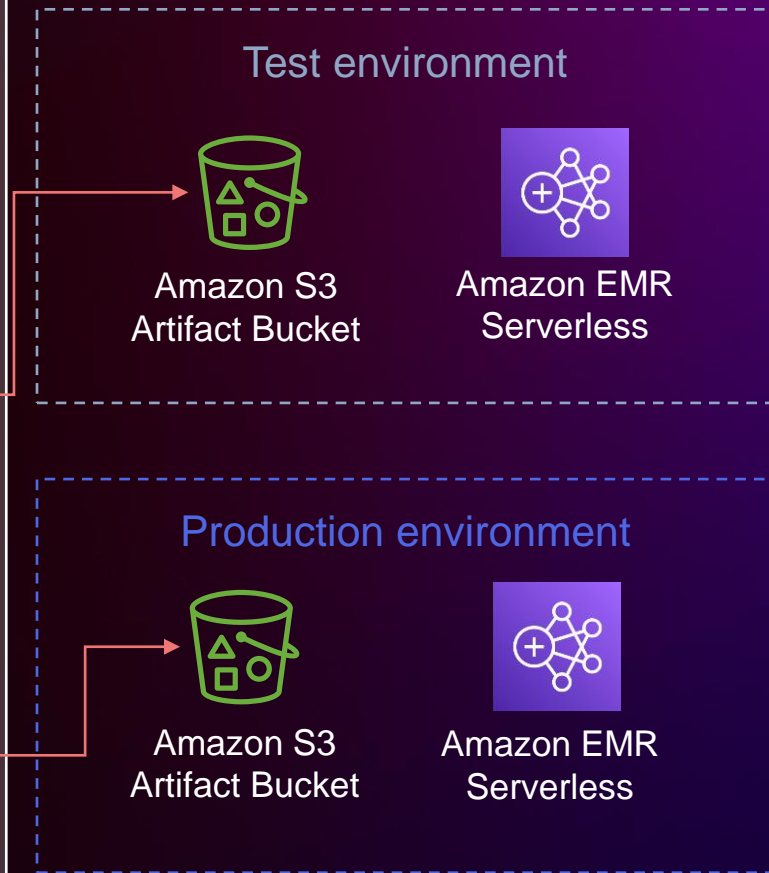 Test environment
Amazon S3
Artifact Bucket
Amazon EMR
Serverless
Production environment
Amazon S3
Artifact Bucket
Amazon EMR
Serverless